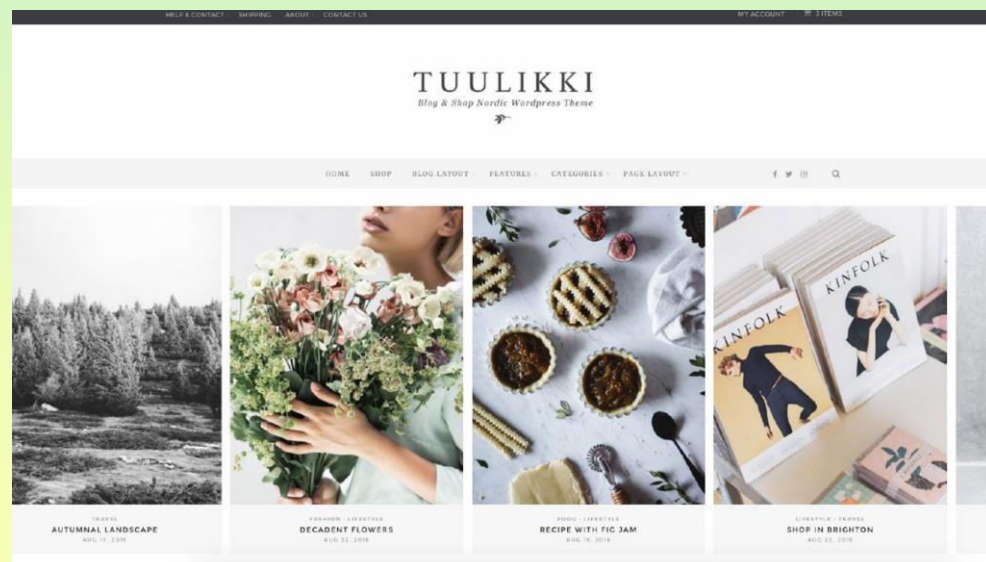 HELP & CONTACT SHIPPING ABOUT CONTACT US MY ACCOUNT 3 ITEMS
TUULIKKI
Blog & Shop Nordic Wordpress Theme
HOME SHOP BLOG LAYOUT FEATURES CATEGORIES PAGE LAYOUT
KINFOLK
KINFOLK
TRAVEL FASHION - LIFESTYLE FOOD - LIFESTYLE LIFESTYLE - TRAVEL
AUTUMNAL LANDSCAPE DECADENT FLOWERS RECIPE WITH FIG JAM SHOP IN BRIGHTON